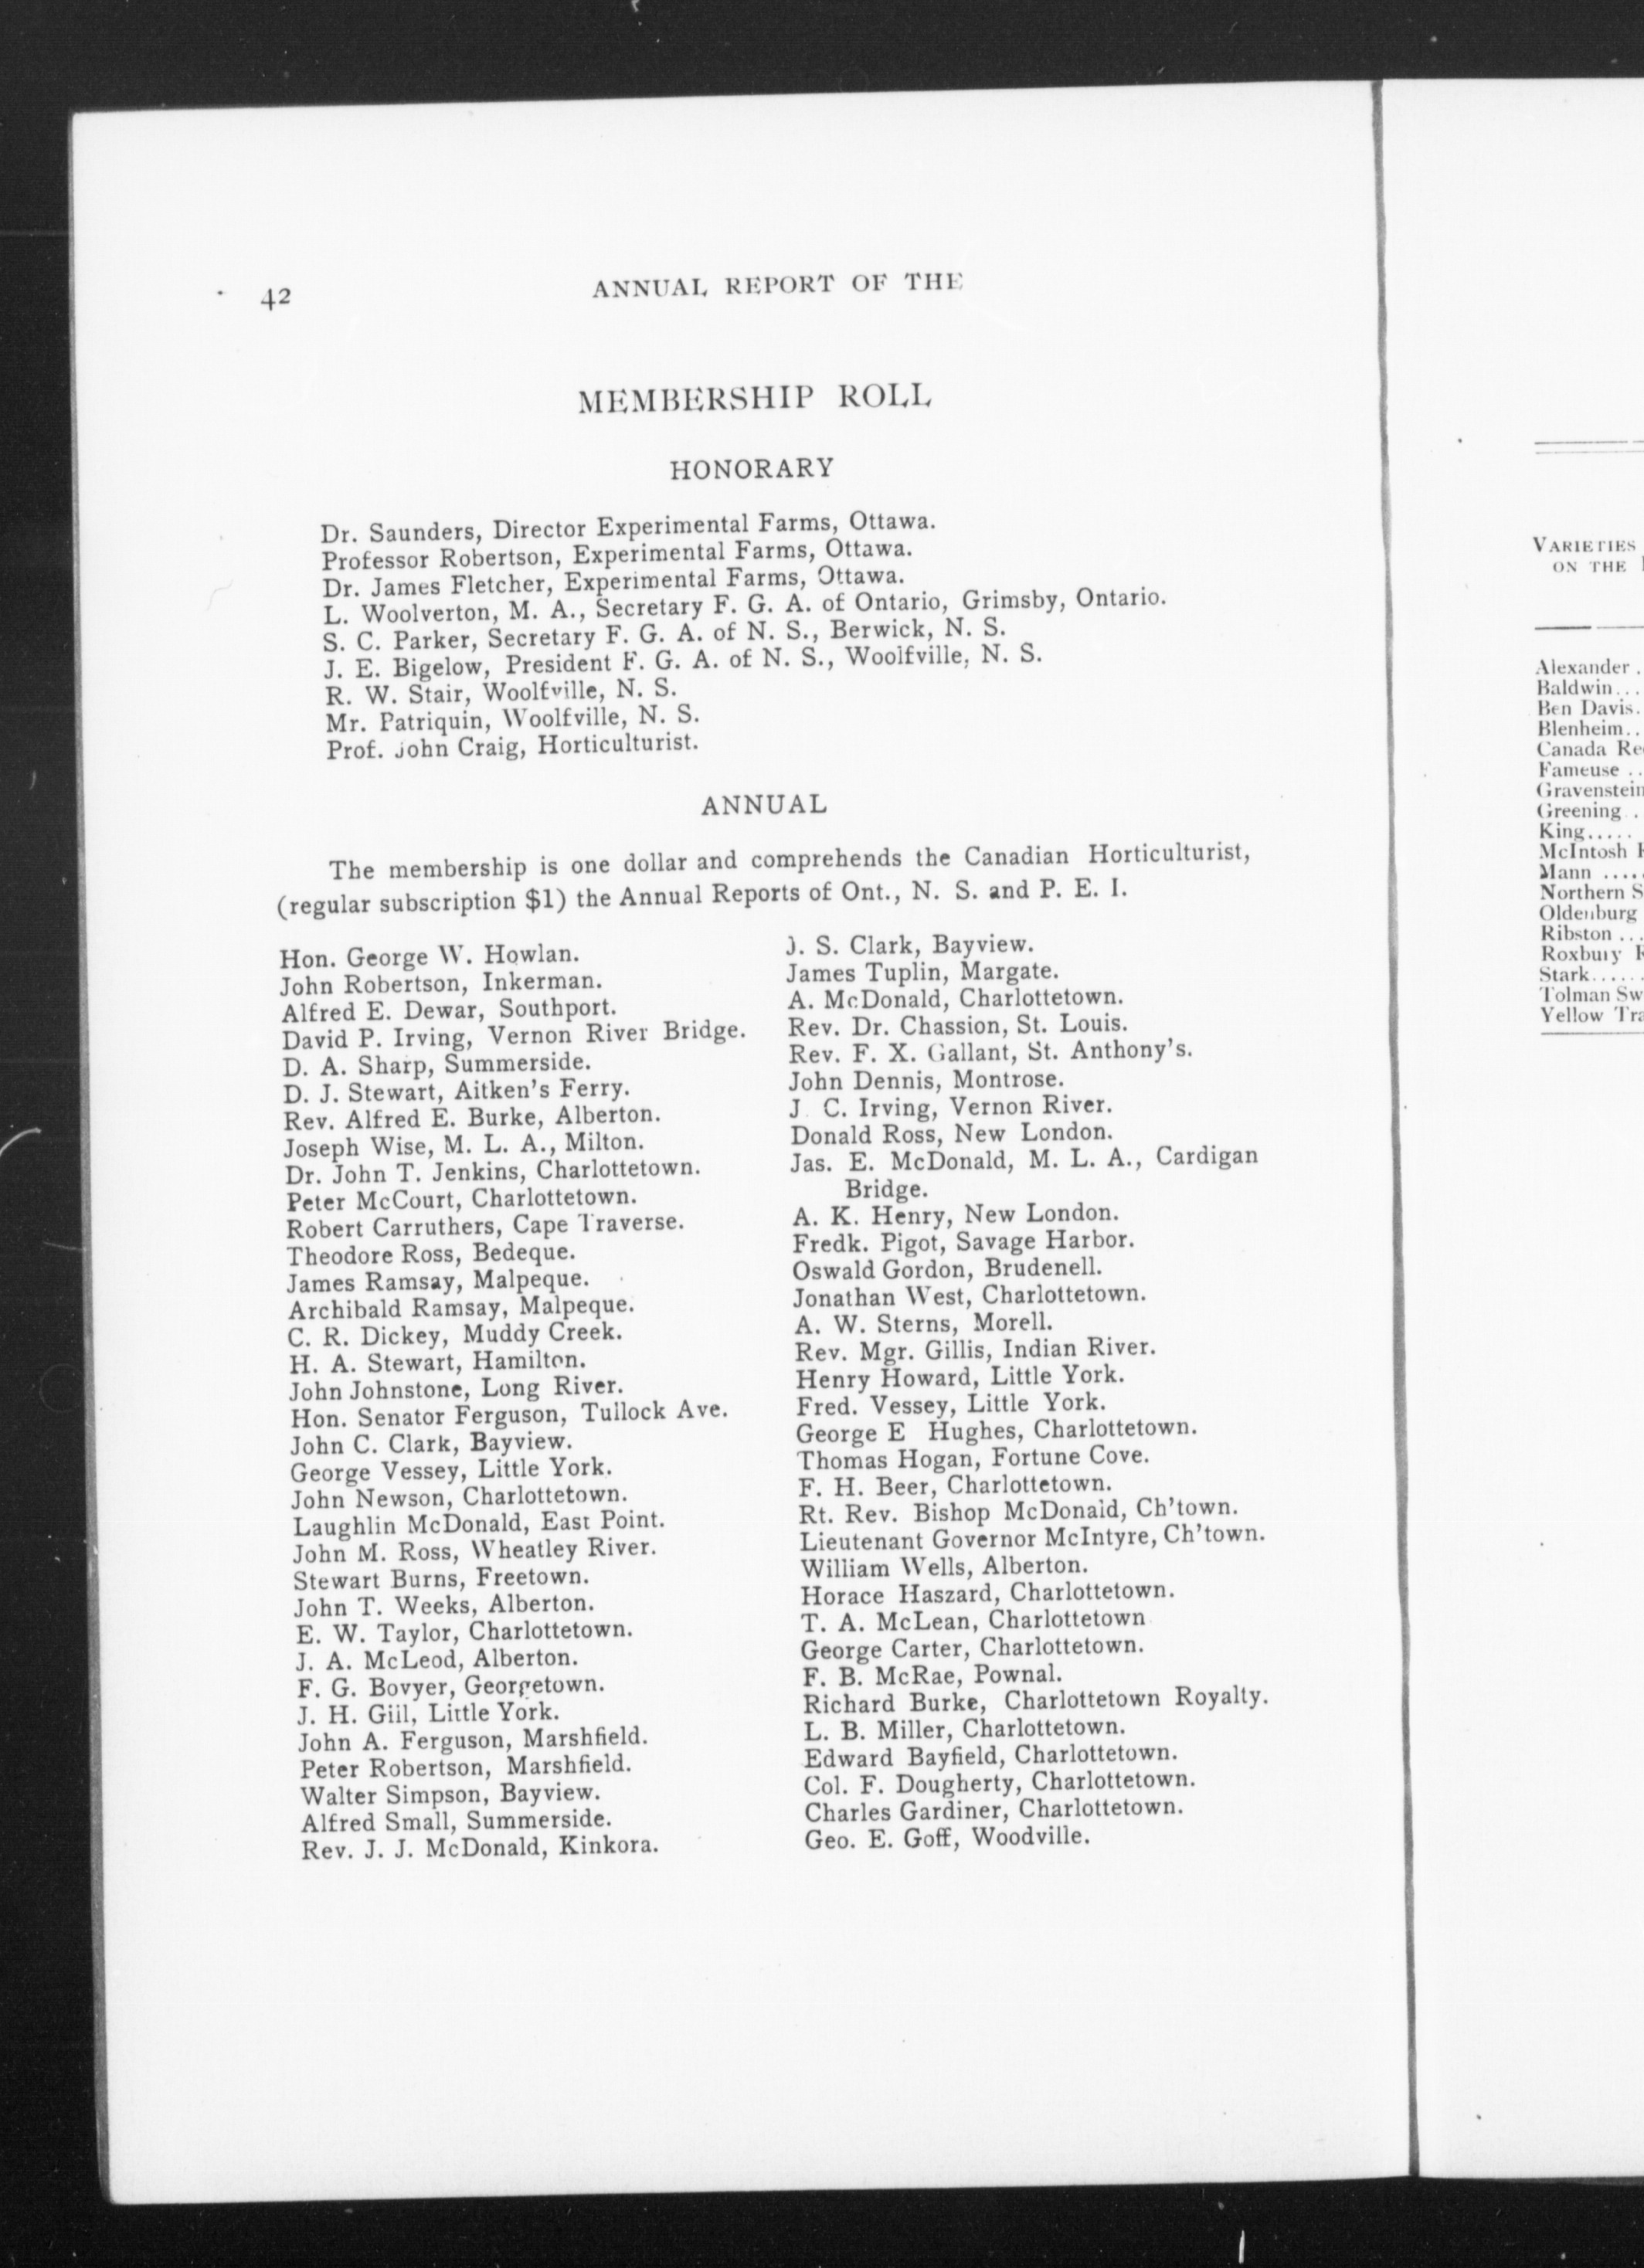 42
ANNUAL REPORT OF THE
MEMBERSHIP ROLL
HONORARY
Dr. Saunders, Director Experimental Farms, Ottawa.
Professor Robertson, Experimental Farms, Ottawa.
Dr. James Fletcher, Experimental Farms, Ottawa.
L. Woolverton, M. A., Secretary F. G. A. of Ontario, Grimsby, Ontario.
S. C. Parker, Secretary F. G. A. of N. S., Berwick, N. S.
J. E. Bigelow, President F. G. A. of N. S., Woolfville, N. S.
R. W. Stair, Woolfville, N. S.
Mr. Patriquin, Woolfville, N. S.
Prof. John Craig, Horticulturist.
ANNUAL
The membership is one dollar and comprehends the Canadian Horticulturist,
(regular subscription $1) the Annual Reports of Ont., N. S. and P. E. I.
Hon. George W. Howlan.
John Robertson, Inkerman.
Alfred E. Dewar, Southport.
David P. Irving, Vernon River Bridge.
D. A. Sharp, Summerside.
D. J. Stewart, Aitken's Ferry.
Rev. Alfred E. Burke, Alberton.
Joseph Wise, M. L. A., Milton.
Dr. John T. Jenkins, Charlottetown.
Peter McCourt, Charlottetown.
Robert Carruthers, Cape Traverse.
Theodore Ross, Bedeque.
James Ramsay, Malpeque.
Archibald Ramsay, Malpeque.
C. R. Dickey, Muddy Creek.
H. A. Stewart, Hamilton.
John Johnstone, Long River.
Hon. Senator Ferguson, Tullock Ave.
John C. Clark, Bayview.
George Vessey, Little York.
John Newson, Charlottetown.
Laughlin McDonald, East Point.
John M. Ross, Wheatley River.
Stewart Burns, Freetown.
John T. Weeks, Alberton.
E. W. Taylor, Charlottetown.
J. A. McLeod, Alberton.
F. G. Bovyer, Georgetown.
J. H. Gill, Little York.
John A. Ferguson, Marshfield.
Peter Robertson, Marshfield.
Walter Simpson, Bayview.
Alfred Small, Summerside.
Rev. J. J. McDonald, Kinkora.
J. S. Clark, Bayview.
James Tuplin, Margate.
A. McDonald, Charlottetown.
Rev. Dr. Chassion, St. Louis.
Rev. F. X. Gallant, St. Anthony's.
John Dennis, Montrose.
J C. Irving, Vernon River.
Donald Ross, New London.
Jas. E. McDonald, M. L. A., Cardigan
Bridge.
A. K. Henry, New London.
Fredk. Pigot, Savage Harbor.
Oswald Gordon, Brudenell.
Jonathan West, Charlottetown.
A. W. Sterns, Morell.
Rev. Mgr. Gillis, Indian River.
Henry Howard, Little York.
Fred. Vessey, Little York.
George E Hughes, Charlottetown.
Thomas Hogan, Fortune Cove.
F. H. Beer, Charlottetown.
Rt. Rev. Bishop McDonald, Ch'town.
Lieutenant Governor McIntyre, Ch'town.
William Wells, Alberton.
Horace Haszard, Charlottetown.
T. A. McLean, Charlottetown
George Carter, Charlottetown.
F. B. McRae, Pownal.
Richard Burke, Charlottetown Royalty.
L. B. Miller, Charlottetown.
Edward Bayfield, Charlottetown.
Col. F. Dougherty, Charlottetown.
Charles Gardiner, Charlottetown.
Geo. E. Goff, Woodville.
VARIETIES
ON THE
Alexander .
Baldwin...
Ben Davis.
Blenheim..
Canada
Fameuse ..
Gravenstein
Greening .
King.....
McIntosh
Mann ....
Northern
Oldenburg
Ribston ...
Roxbury
Stark......
Tolman
Yellow